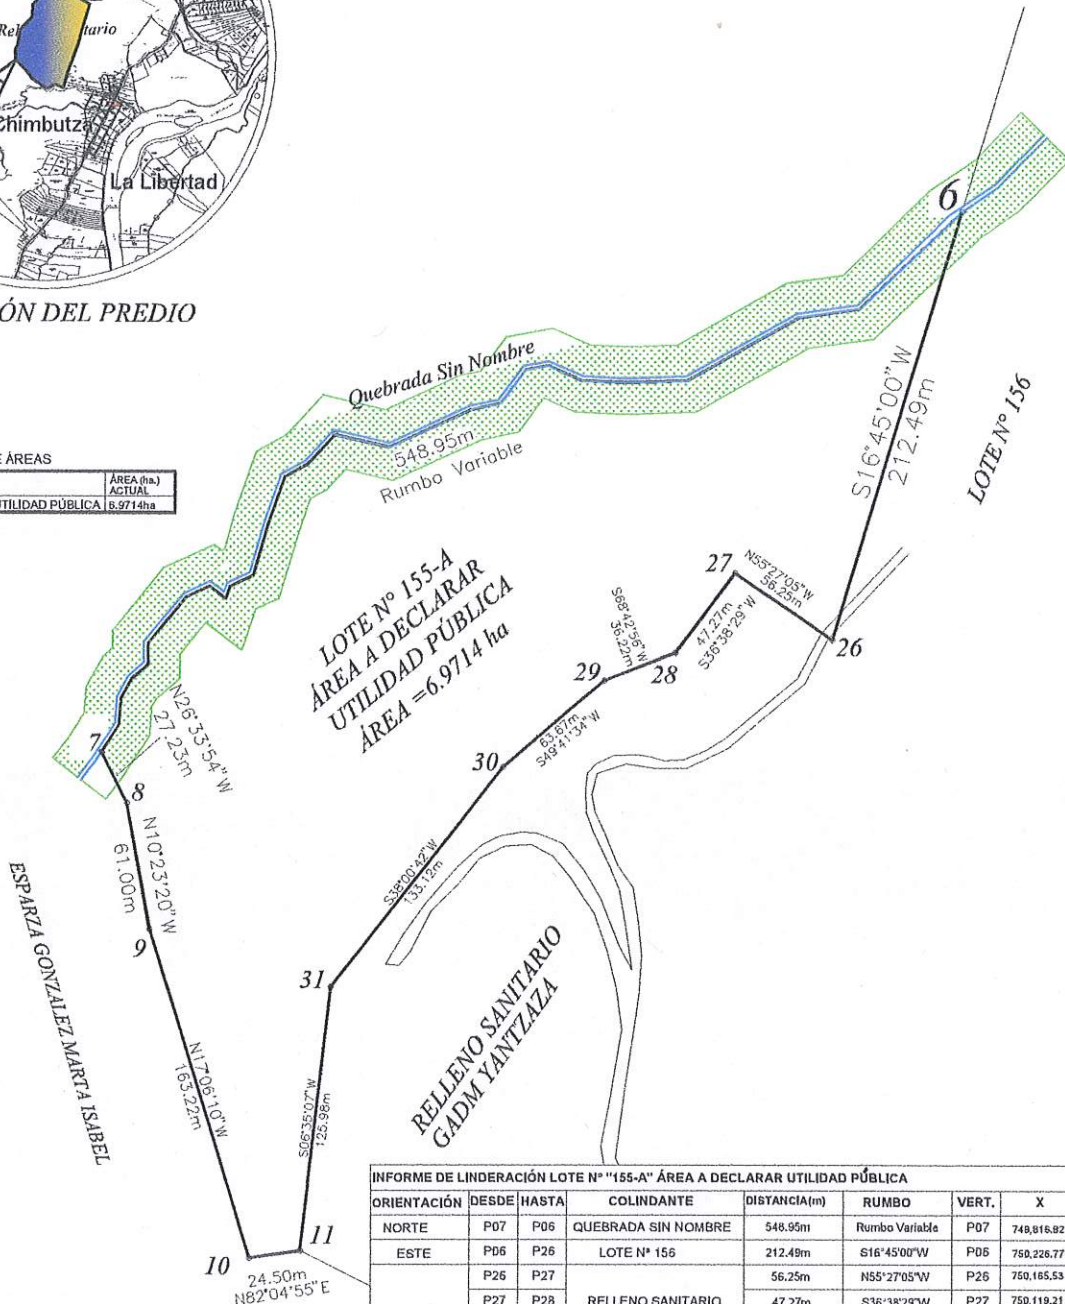 tario
Chimbutza
La Libertad
ÓN DEL PREDIO
ÁREAS
ÁREA (ha.)
ACTUAL
UTILIDAD PÚBLICA 6.9714ha
6
Quebrada Sin Nombre
548.95m
Rumbo Variable
S16°45'00"W
212.49m
LOTE N° 156
LOTE N° 155-A
ÁREA A DECLARAR
UTILIDAD PÚBLICA
ÁREA =6.9714 ha
27
N55°27'05"W
56.25m
26
47.27m
S36°38'29"W
28
S68°42'56"W
36.22m
29
63.67m
S49°41'34"W
30
7
N26°33'54"W
27.23m
8
N10°23'20"W
61.00m
9
S38°00'42"W
133.12m
31
ESPARZA GONZALEZ MARTA ISABEL
N17°06'10"W
163.22m
S06°35'07"W
125.98m
RELLENO SANITARIO
GADM YANTZAZA
10
11
24.50m
N82°04'55"E
INFORME DE LINDERACIÓN LOTE N° "155-A" ÁREA A DECLARAR UTILIDAD PÚBLICA
ORIENTACIÓN DESDE HASTA COLINDANTE DISTANCIA(m) RUMBO VERT. X
NORTE P07 P06 QUEBRADA SIN NOMBRE 548.95m Rumbo Variable P07 749,816.92
ESTE P06 P26 LOTE N° 156 212.49m S16°45'00"W P06 750,226.77
P26 P27 56.25m N55°27'05"W P26 750,165.53
P27 P28 RELLENO SANITARIO 47.27m S36°38'29"W P27 750,119.21